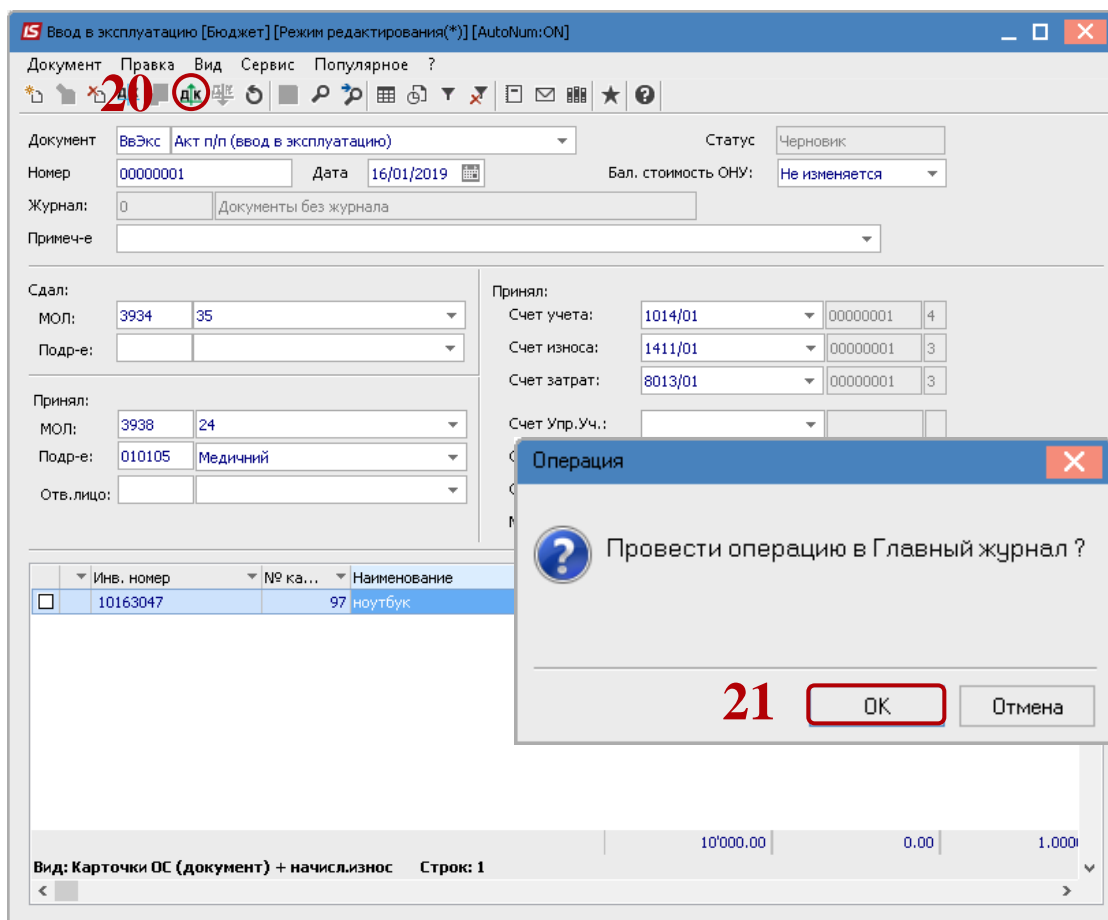 Ввод в эксплуатацию [Бюджет] [Режим редактирования(*)] [AutoNum:ON]
Документ Правка Вид Сервис Популярное ?
20
Документ ВвЭкс Акт п/п (ввод в эксплуатацию) Статус Черновик
Номер 00000001 Дата 16/01/2019 Бал. стоимость ОНУ: Не изменяется
Журнал: 0 Документы без журнала
Примеч-е
Сдал: Принял:
МОЛ: 3934 35 Счет учета: 1014/01 00000001 4
Подр-е: Счет износа: 1411/01 00000001 3
Счет затрат: 8013/01 00000001 3
Принял:
МОЛ: 3938 24 Счет Упр.Уч.:
Подр-е: 010105 Медичний
Отв.лицо:
Операция
Провести операцию в Главный журнал ?
21 OK Отмена
Инв. номер № ка... Наименование
10163047 97 ноутбук
10'000.00 0.00
Вид: Карточки ОС (документ) + начисл.износ Строк: 1